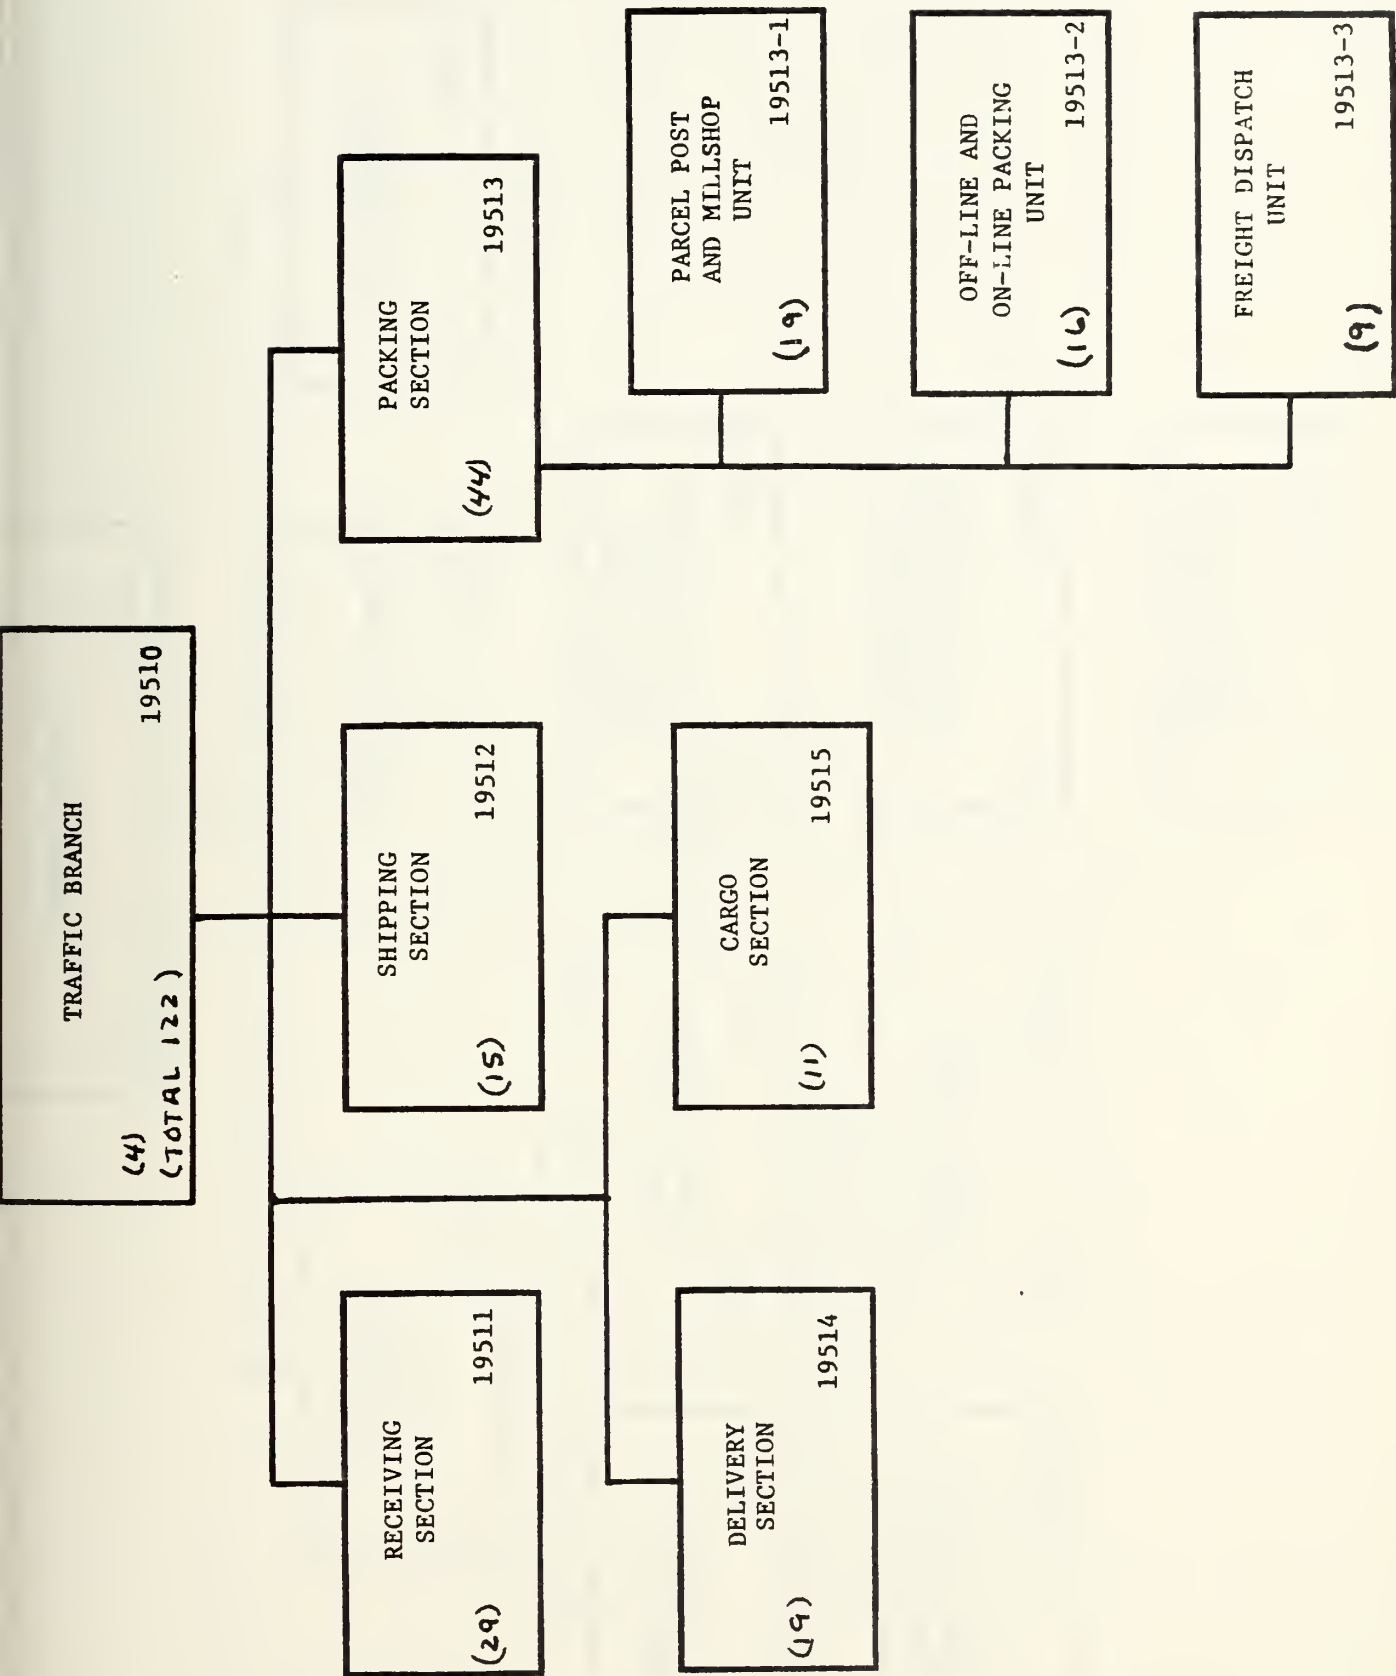 TRAFFIC BRANCH
19510
(4)
(TOTAL 122)
RECEIVING
SECTION
19511
(29)
SHIPPING
SECTION
19512
(15)
PACKING
SECTION
19513
(44)
DELIVERY
SECTION
19514
(19)
CARGO
SECTION
19515
(11)
PARCEL POST
AND MILLSHOP
UNIT
19513-1
(19)
OFF-LINE AND
ON-LINE PACKING
UNIT
19513-2
(16)
FREIGHT DISPATCH
UNIT
19513-3
(9)